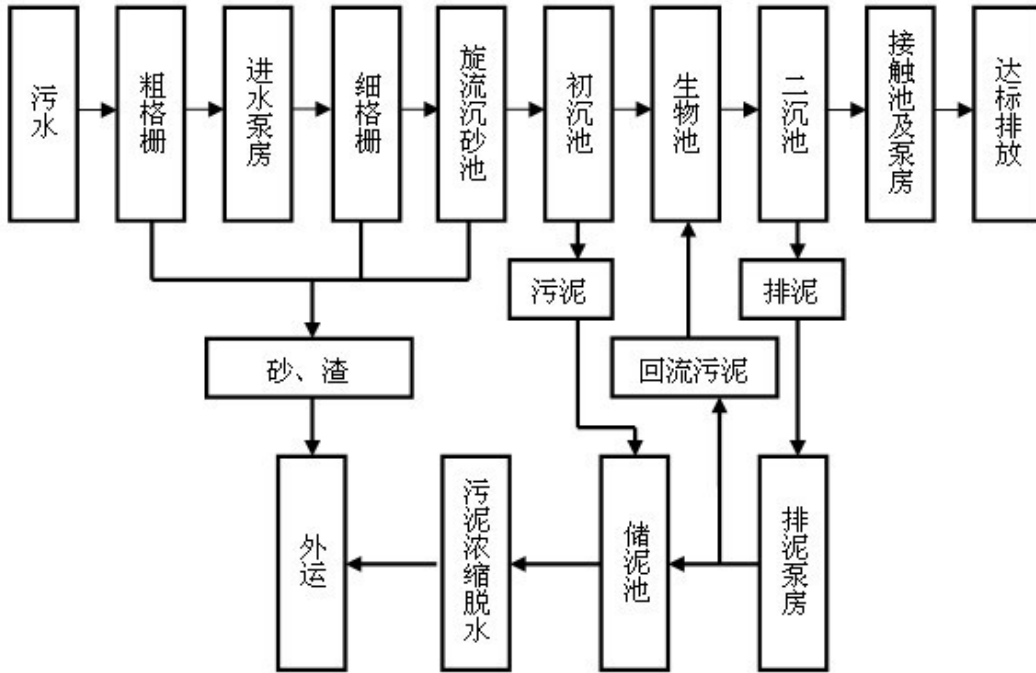 污水
粗格栅
进水泵房
细格栅
旋流沉砂池
初沉池
生物池
二沉池
接触池及泵房
达标排放
污泥
排泥
砂、渣
回流污泥
外运
污泥浓缩脱水
储泥池
排泥泵房